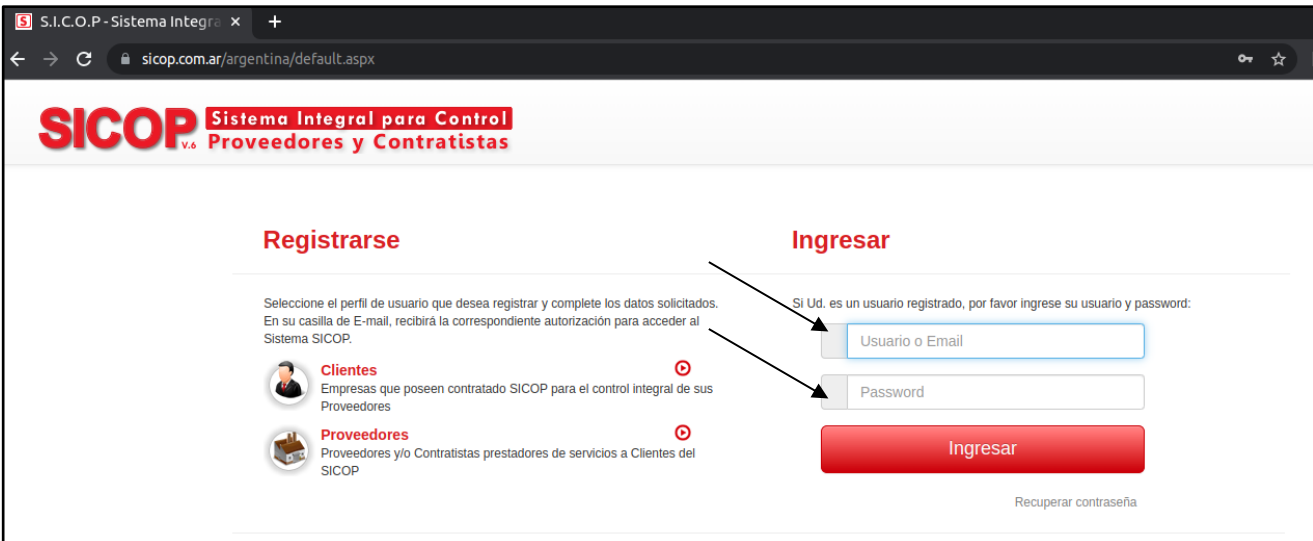 S.I.C.O.P - Sistema Integra
sicop.com.ar/argentina/default.aspx
SICOP V.6
Sistema Integral para Control
Proveedores y Contratistas
Registrarse
Seleccione el perfil de usuario que desea registrar y complete los datos solicitados.
En su casilla de E-mail, recibirá la correspondiente autorización para acceder al
Sistema SICOP.
Clientes
Empresas que poseen contratado SICOP para el control integral de sus
Proveedores
Proveedores
Proveedores y/o Contratistas prestadores de servicios a Clientes del
SICOP
Ingresar
Si Ud. es un usuario registrado, por favor ingrese su usuario y password:
Usuario o Email
Password
Ingresar
Recuperar contraseña